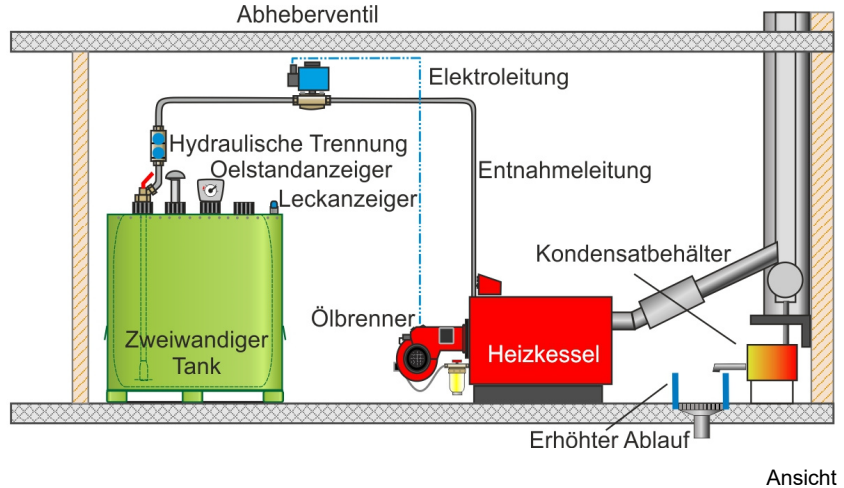 Abheberventil
Elektroleitung
Hydraulische Trennung
Oelstandanzeiger
Entnahmeleitung
Leckanzeiger
Kondensatbehälter
Ölbrenner
Zweiwandiger
Tank
Heizkessel
Erhöhter Ablauf
Ansicht